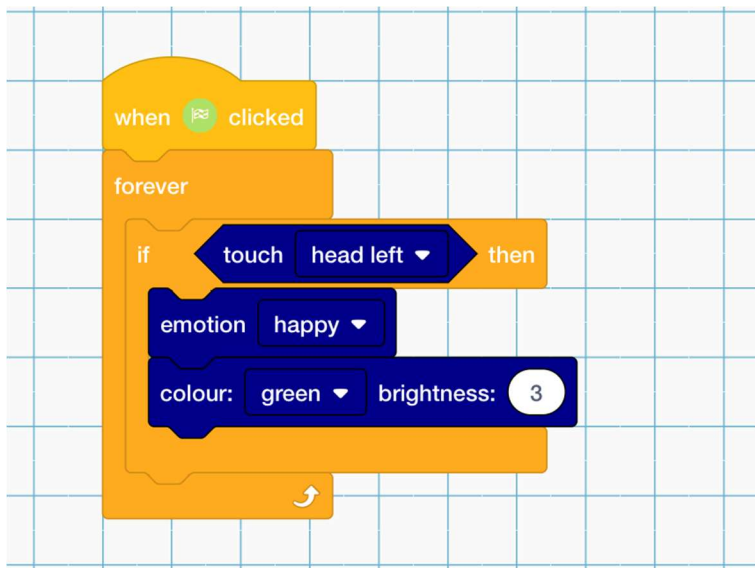 when clicked
forever
if touch head left then
emotion happy
colour: green brightness: 3